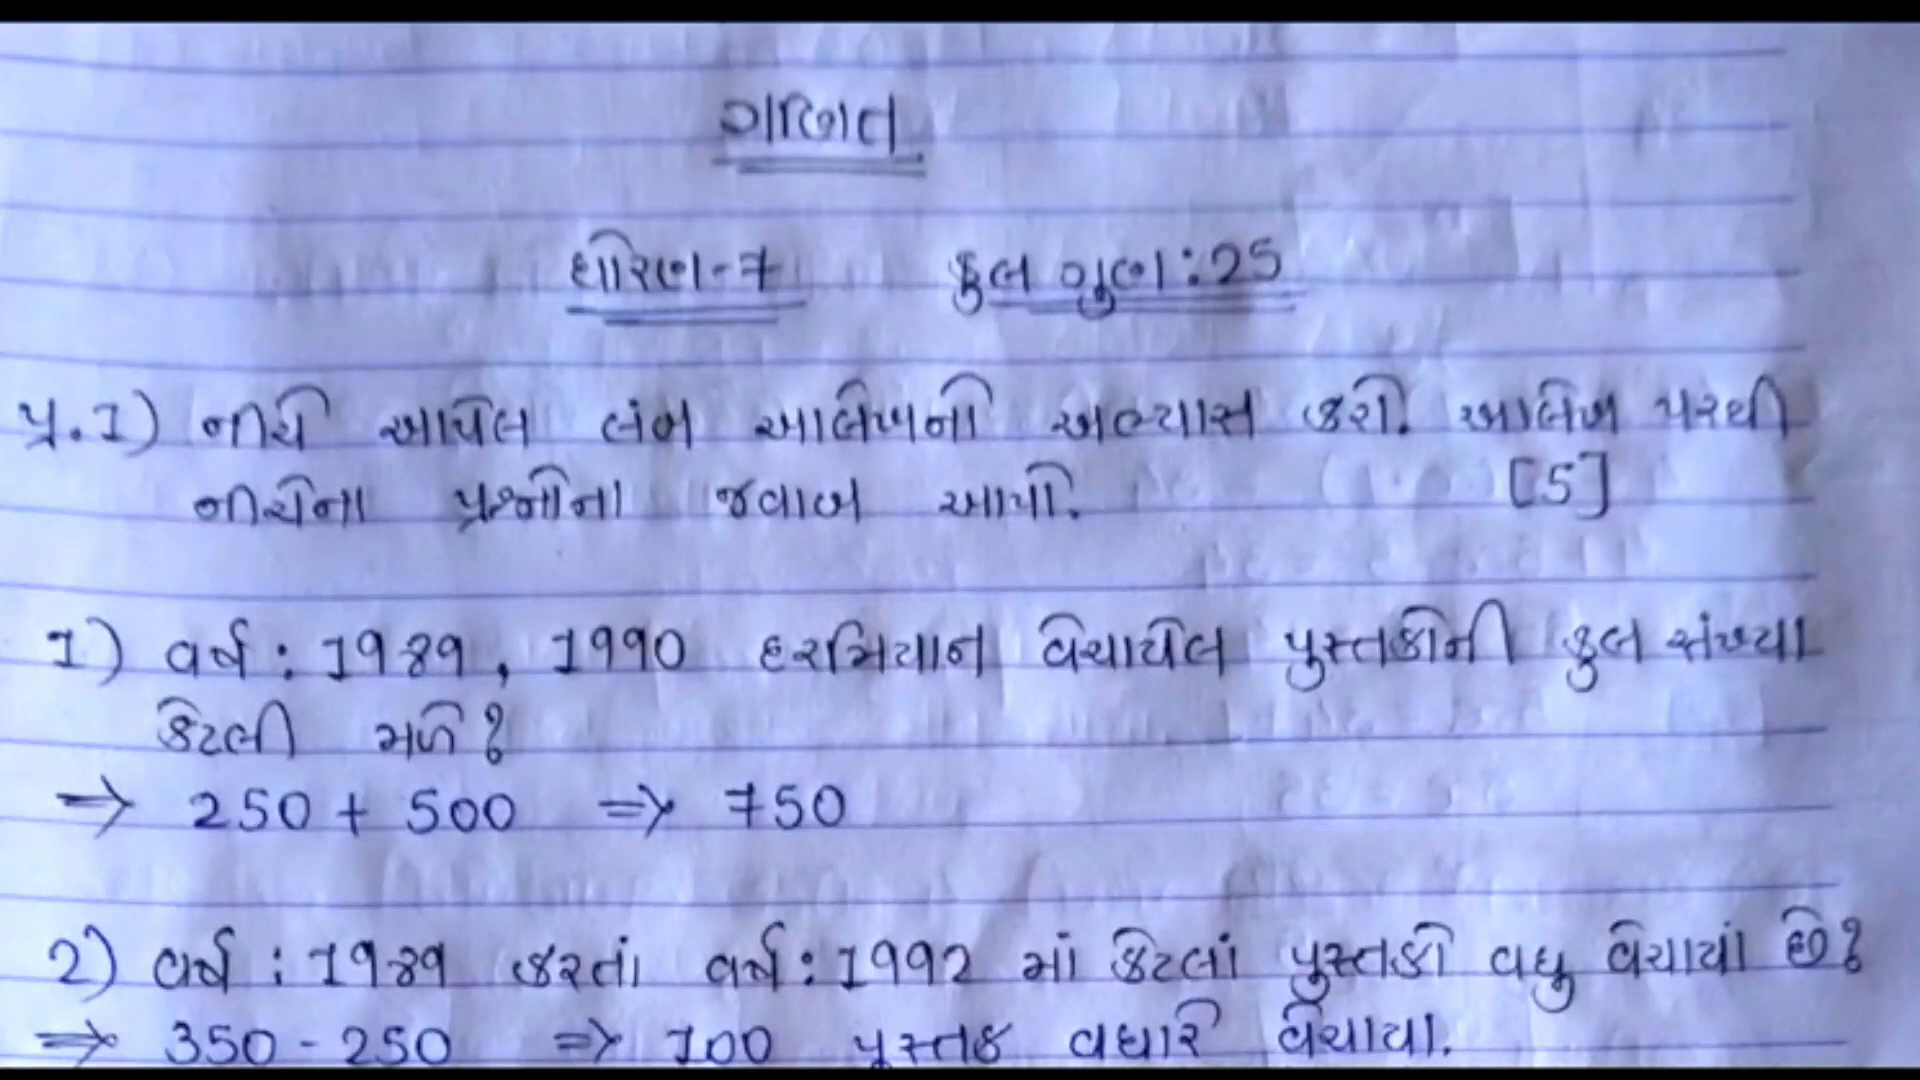 ગણિત
ધોરણ-7 કુલ ગુણ:25
પ્ર.1) નીચે આપેલ લંબ આલેખનો અભ્યાસ કરો. આલેખ પરથી
નીચેના પ્રશ્નોના જવાબ આપો. [5]
1) વર્ષ : 1989, 1990 દરમિયાન વેચાયેલ પુસ્તકોની કુલ સંખ્યા
કેટલી મળે?
⇒ 250 + 500 ⇒ 750
2) વર્ષ : 1989 કરતાં વર્ષ : 1992 માં કેટલાં પુસ્તકો વધુ વેચાયાં છે?
⇒ 350 - 250 ⇒ 100 પુસ્તક વધારે વેચાયા.